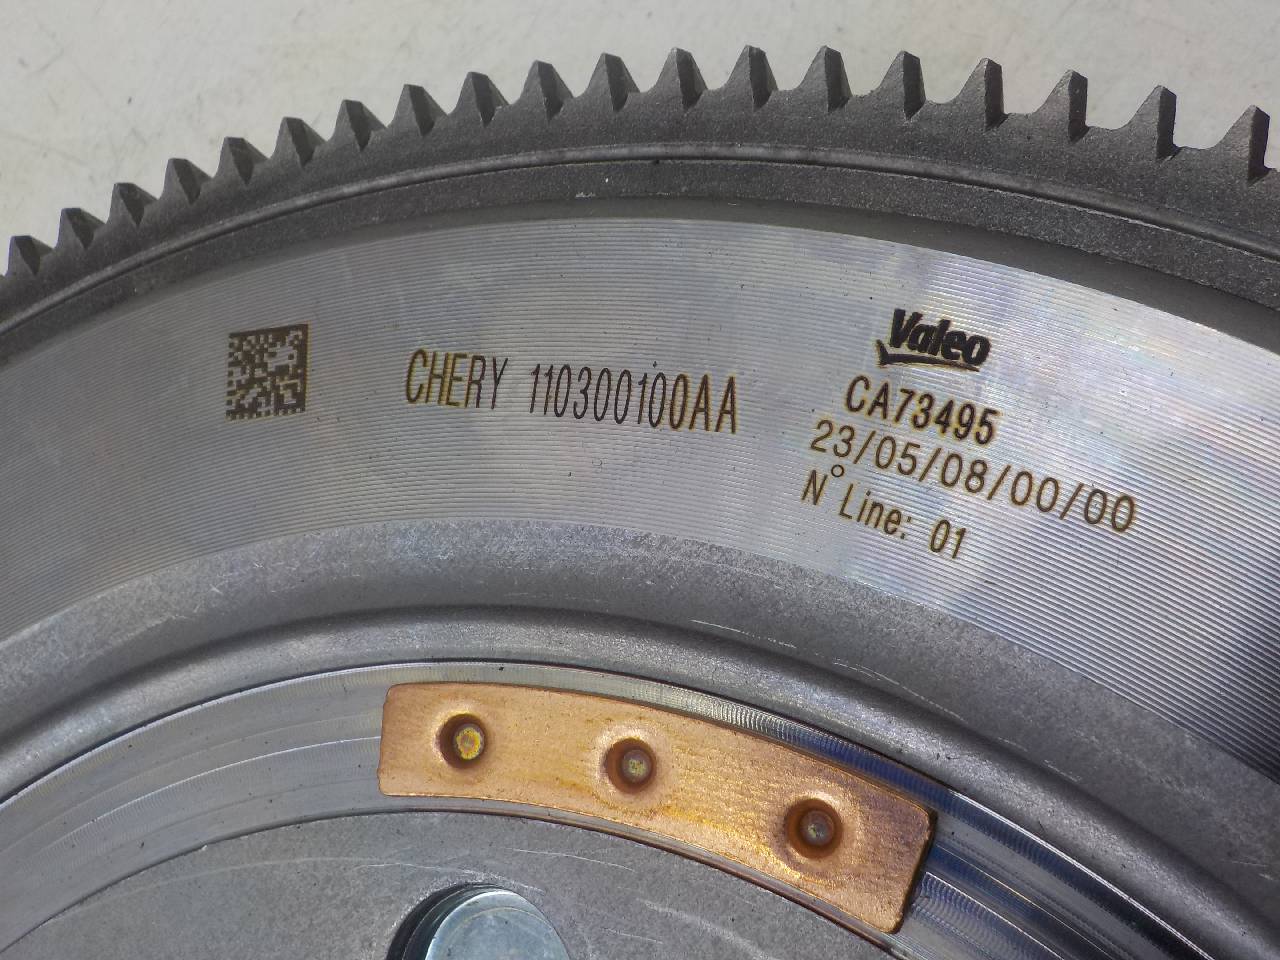 CHERY 110300100AA
Valeo
CA73495
23/05/08/00/00
N° Line: 01